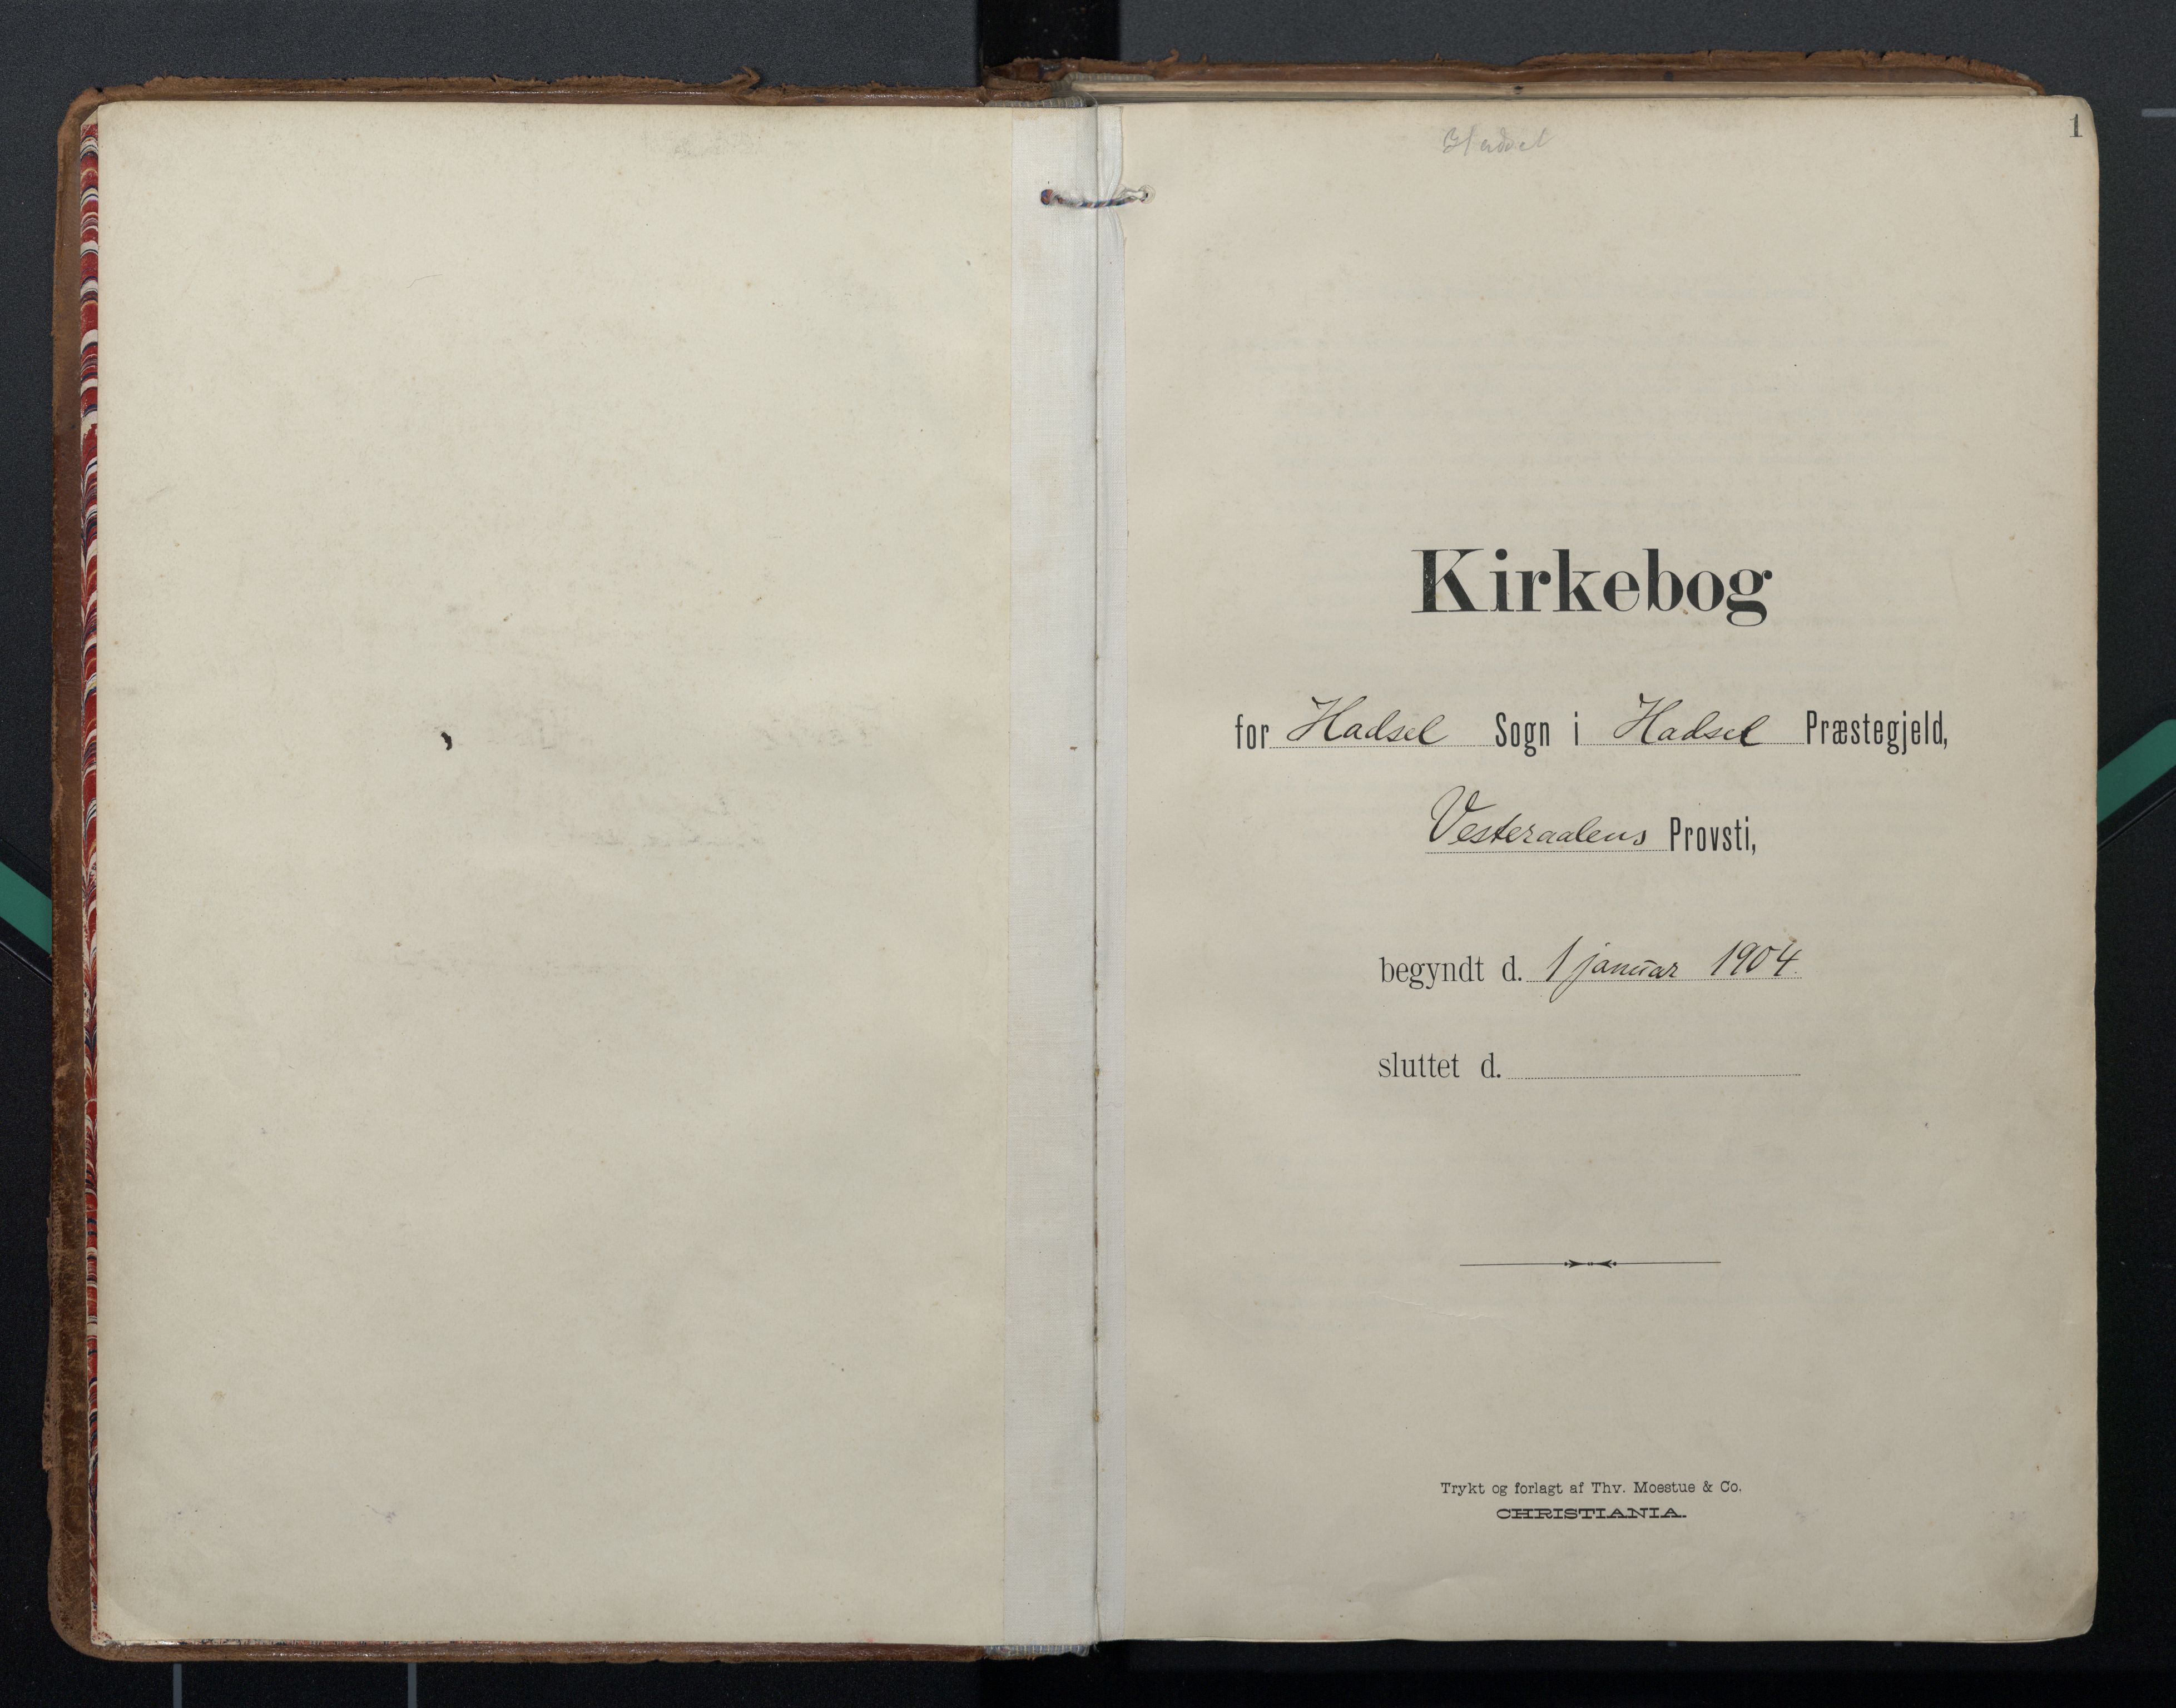 Hadsel
1
Kirkebog
for Hadsel Sogn i Hadsel Præstegjeld,
Vesteraalens Provsti,
begyndt d. 1 januar 1904.
sluttet d.
Trykt og forlagt af Thv. Moestue & Co.
CHRISTIANIA.